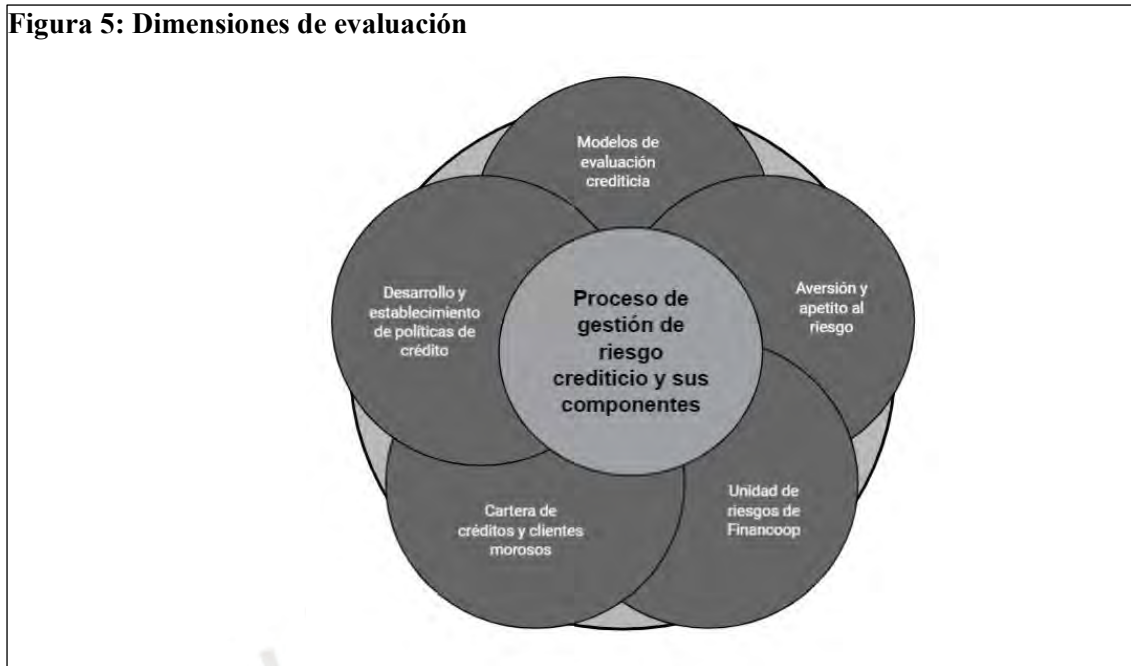 Figura 5: Dimensiones de evaluación
Modelos de
evaluación
crediticia
Desarrollo y
establecimiento
de políticas de
crédito
Aversión y
apetito al
riesgo
Proceso de
gestión de
riesgo
crediticio y sus
componentes
Cartera de
créditos y clientes
morosos
Unidad de
riesgos de
Financoop